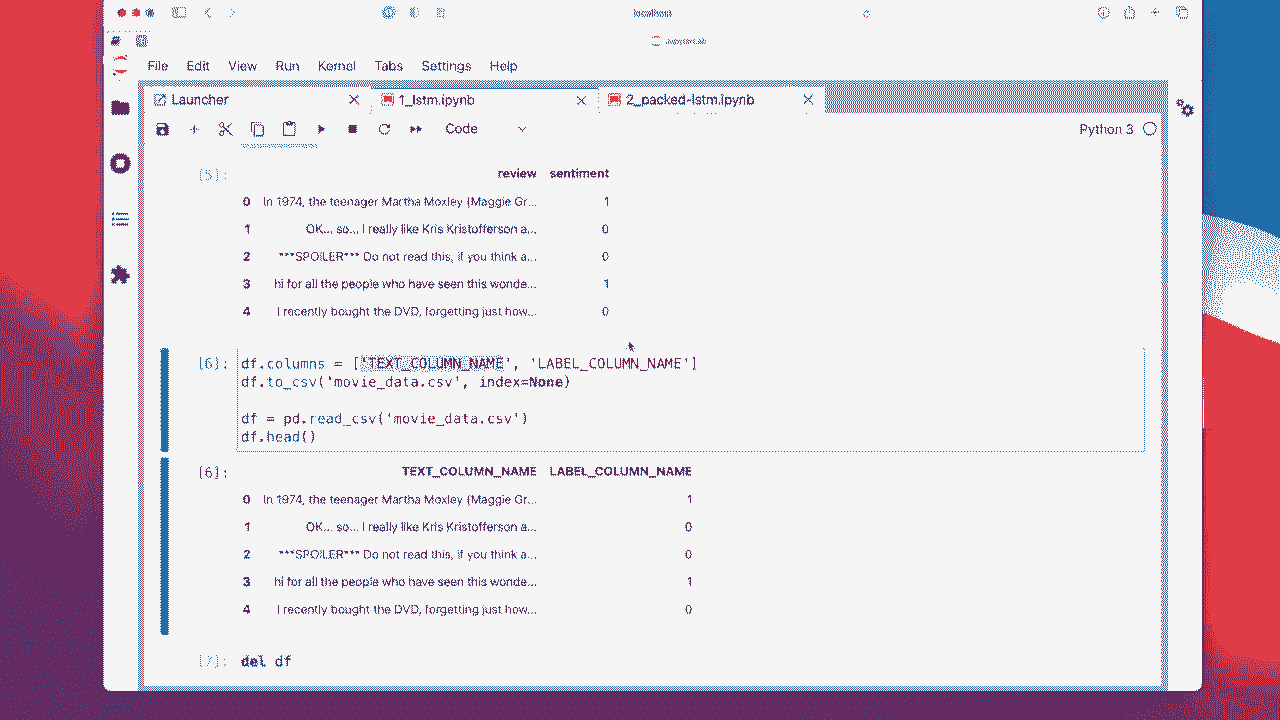 localhost
JupyterLab
File Edit View Run Kernel Tabs Settings Help
Launcher 1_lstm.ipynb 2_packed-lstm.ipynb
Code Python 3
[5]: review sentiment
0 In 1974, the teenager Martha Moxley (Maggie Gr... 1
1 OK... so... I really like Kris Kristofferson a... 0
2 ***SPOILER*** Do not read this, if you think a... 0
3 hi for all the people who have seen this wonde... 1
4 I recently bought the DVD, forgetting just how... 0
[6]: df.columns = ['TEXT_COLUMN_NAME', 'LABEL_COLUMN_NAME']
df.to_csv('movie_data.csv', index=None)
df = pd.read_csv('movie_data.csv')
df.head()
[6]: TEXT_COLUMN_NAME LABEL_COLUMN_NAME
0 In 1974, the teenager Martha Moxley (Maggie Gr... 1
1 OK... so... I really like Kris Kristofferson a... 0
2 ***SPOILER*** Do not read this, if you think a... 0
3 hi for all the people who have seen this wonde... 1
4 I recently bought the DVD, forgetting just how... 0
[7]: del df